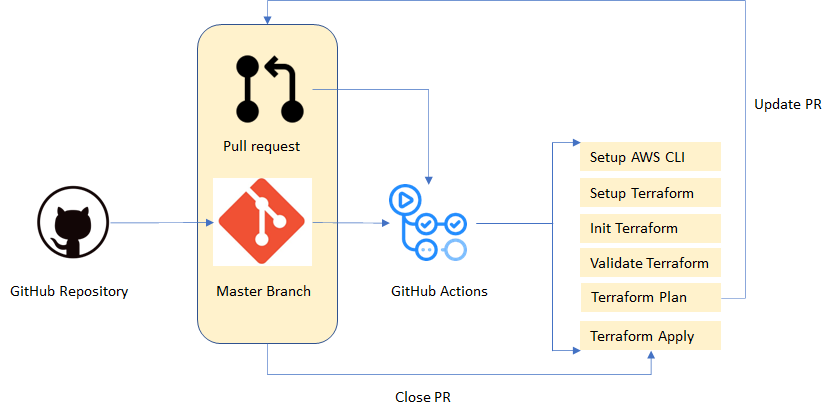 Update PR
Pull request
Setup AWS CLI
Setup Terraform
Init Terraform
Validate Terraform
GitHub Repository
Master Branch
GitHub Actions
Terraform Plan
Terraform Apply
Close PR